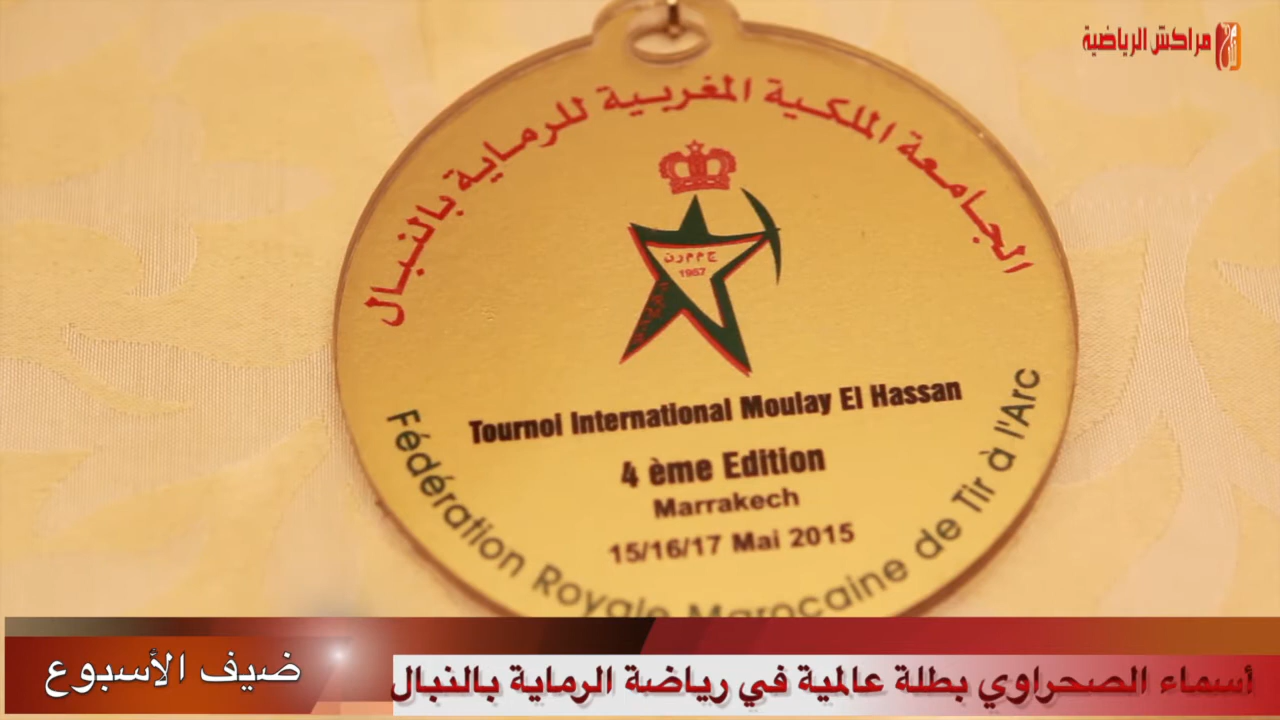 مراكش الرياضية
الجامعة الملكية المغربية للرماية بالنبال
ج م م ر ن
1957
Tournoi International Moulay El Hassan
4 ème Edition
Marrakech
15/16/17 Mai 2015
Fédération Royale Marocaine de Tir à l'Arc
ضيف الأسبوع
أسماء الصحراوي بطلة عالمية في رياضة الرماية بالنبال